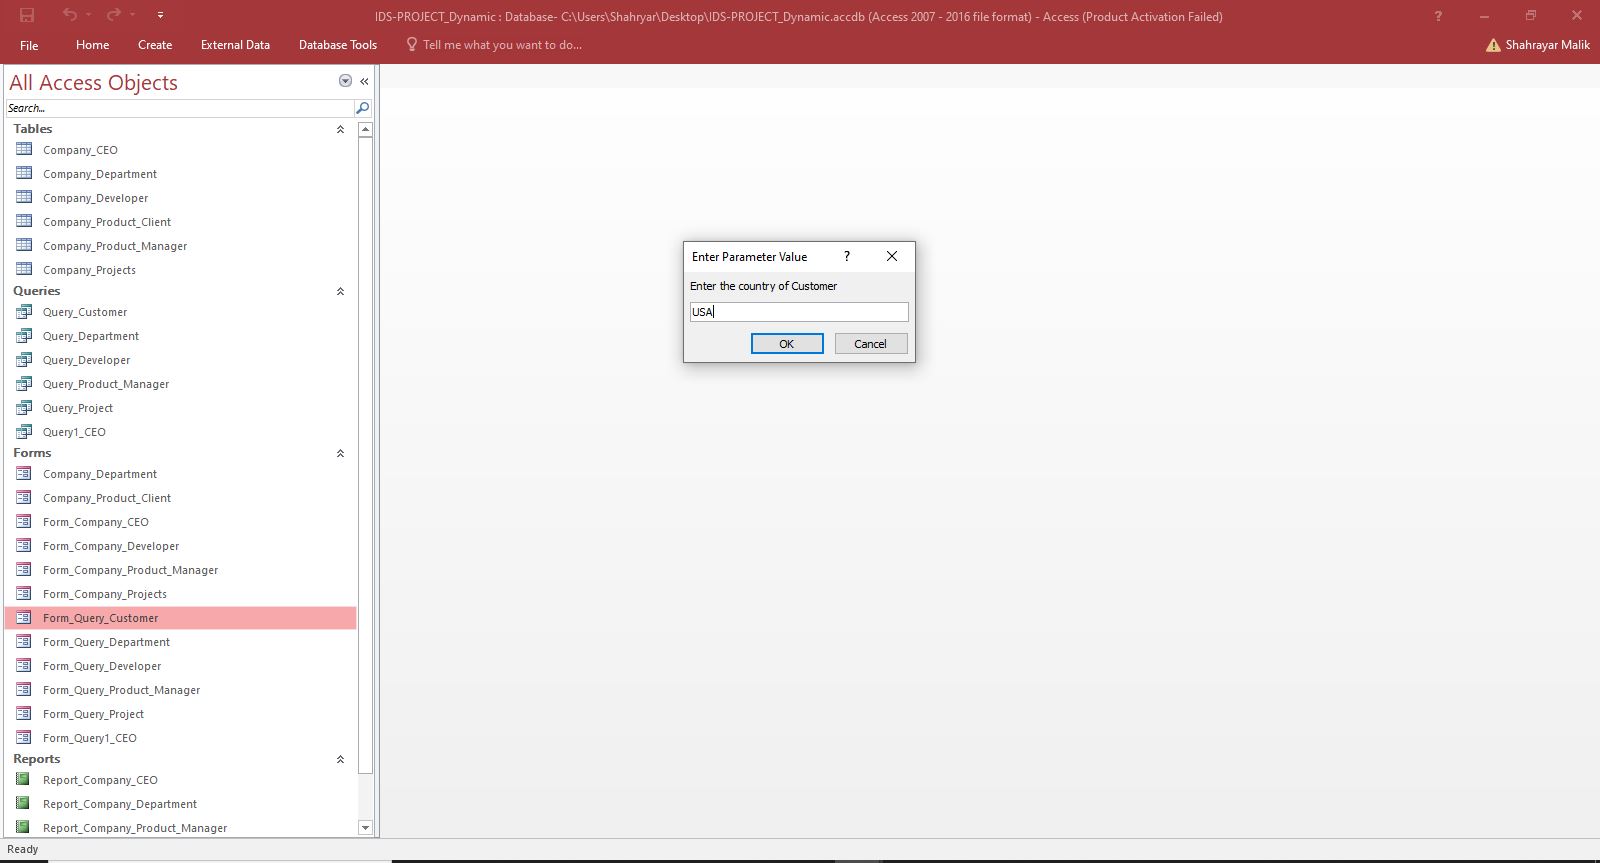 IDS-PROJECT_Dynamic : Database- C:\Users\Shahryar\Desktop\IDS-PROJECT_Dynamic.accdb (Access 2007 - 2016 file format) - Access (Product Activation Failed)
?
File Home Create External Data Database Tools Tell me what you want to do... Shahrayar Malik
All Access Objects
Search...
Tables
Company_CEO
Company_Department
Company_Developer
Company_Product_Client
Company_Product_Manager
Company_Projects
Queries
Query_Customer
Query_Department
Query_Developer
Query_Product_Manager
Query_Project
Query1_CEO
Forms
Company_Department
Company_Product_Client
Form_Company_CEO
Form_Company_Developer
Form_Company_Product_Manager
Form_Company_Projects
Form_Query_Customer
Form_Query_Department
Form_Query_Developer
Form_Query_Product_Manager
Form_Query_Project
Form_Query1_CEO
Reports
Report_Company_CEO
Report_Company_Department
Report_Company_Product_Manager
Enter Parameter Value ?
Enter the country of Customer
USA
OK Cancel
Ready